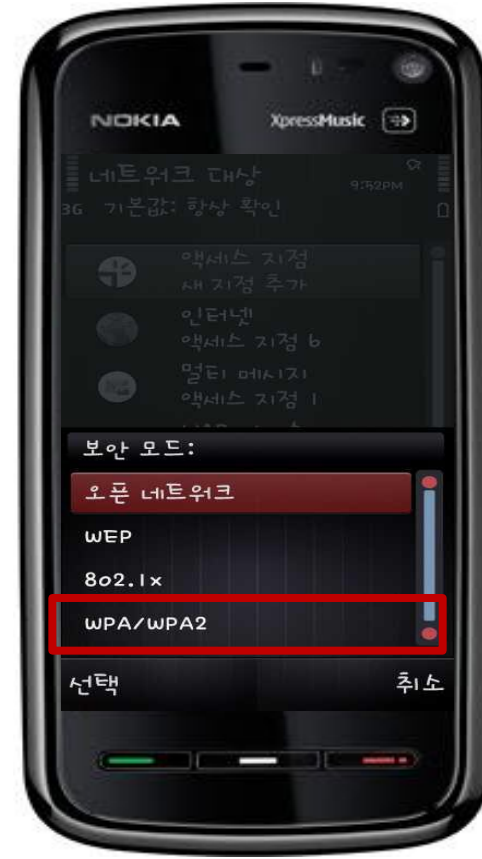 NOKIA XpressMusic
네트워크 대상
9:52PM
3G 기본값: 항상 확인
액세스 지점
새 지점 추가
인터넷
액세스 지점 6
멀티 메시지
액세스 지점 1
보안 모드:
오픈 네트워크
WEP
802.1x
WPA/WPA2
선택 취소